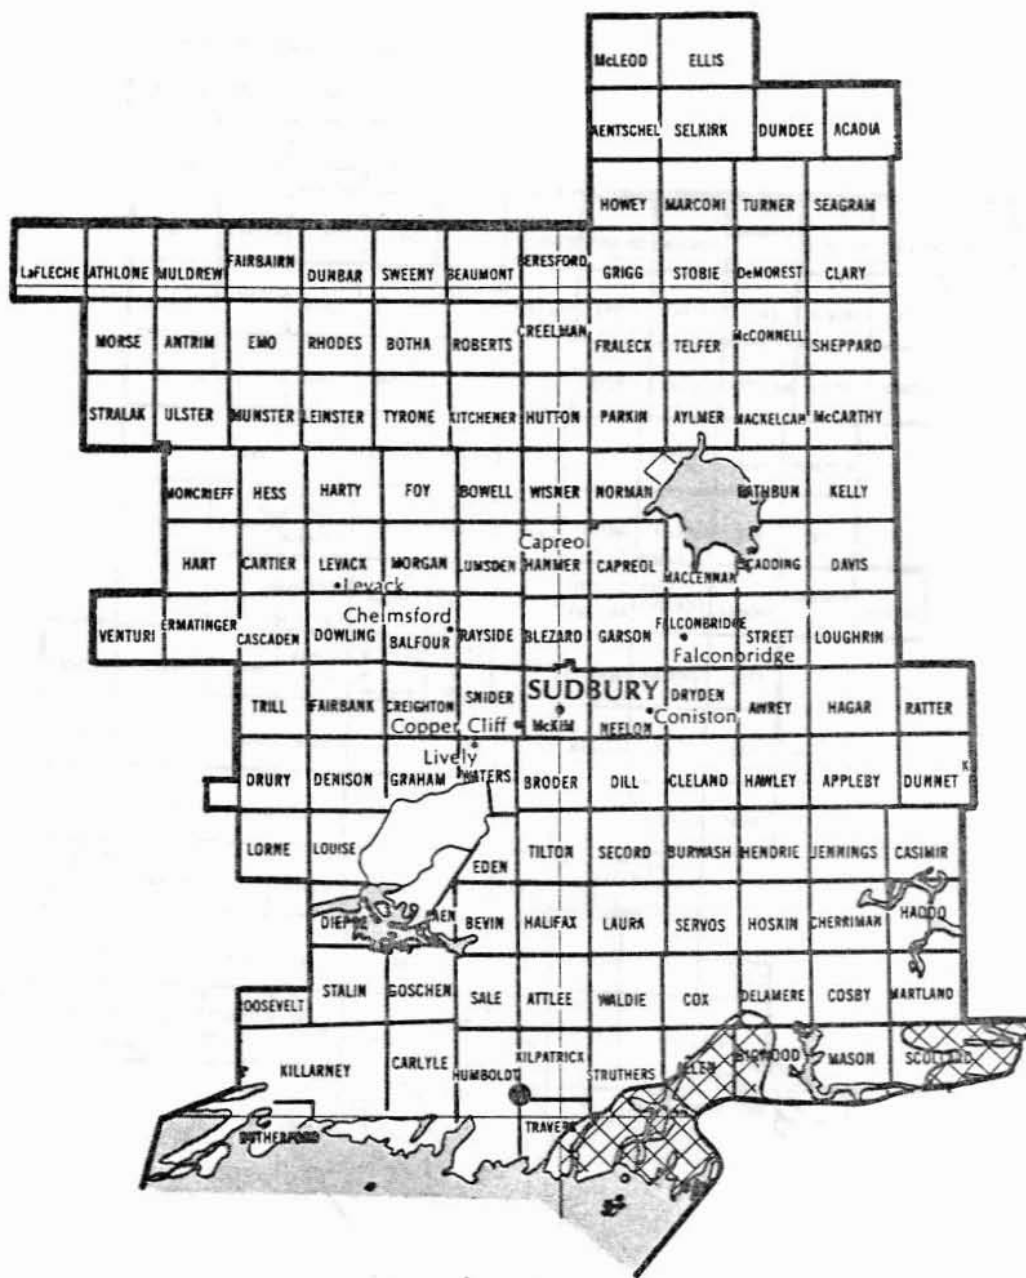 McLEOD ELLIS
AENTSCHEL SELKIRK DUNDEE ACADIA
HOWEY MARCONI TURNER SEAGRAM
LaFLECHE ATHLONE MULDREW FAIRBAIRN DUNBAR SWEENY BEAUMONT BERESFORD GRIGG STOBIE DeMOREST CLARY
MORSE ANTRIM EMO RHODES BOTHA ROBERTS CREELMAN FRALECK TELFER McCONNELL SHEPPARD
STRALAK ULSTER MUNSTER LEINSTER TYRONE KITCHENER HUTTON PARKIN AYLMER MACKELCAN McCARTHY
MONCRIEFF HESS HARTY FOY BOWELL WISNER NORMAN RATHBUN KELLY
Capreol
HART CARTIER LEVACK MORGAN LUMSDEN HANMER CAPREOL MACLENNAN SCADDING DAVIS
Levack
Chelmsford
VENTURI ERMATINGER CASCADEN DOWLING BALFOUR RAYSIDE BLEZARD GARSON FALCONBRIDGE STREET LOUGHRIN
Falconbridge
SUDBURY
TRILL FAIRBANK CREIGHTON SNIDER McKIM NEELON DRYDEN AWREY HAGAR RATTER
Copper Cliff Coniston
Lively
DRURY DENISON GRAHAM WATERS BRODER DILL CLELAND HAWLEY APPLEBY DUNNET
K
LORNE LOUISE EDEN TILTON SECORD BURWASH HENDRIE JENNINGS CASIMIR
DIEPPE AEN BEVIN HALIFAX LAURA SERVOS HOSKIN CHERRIMAN HADDO
ROOSEVELT STALIN GOSCHEN SALE ATTLEE WALDIE COX DELAMERE COSBY MARTLAND
KILLARNEY CARLYLE HUMBOLDT KILPATRICK STRUTHERS ALLEN BIGWOOD MASON SCOLLARD
RUTHERFORD TRAVERS